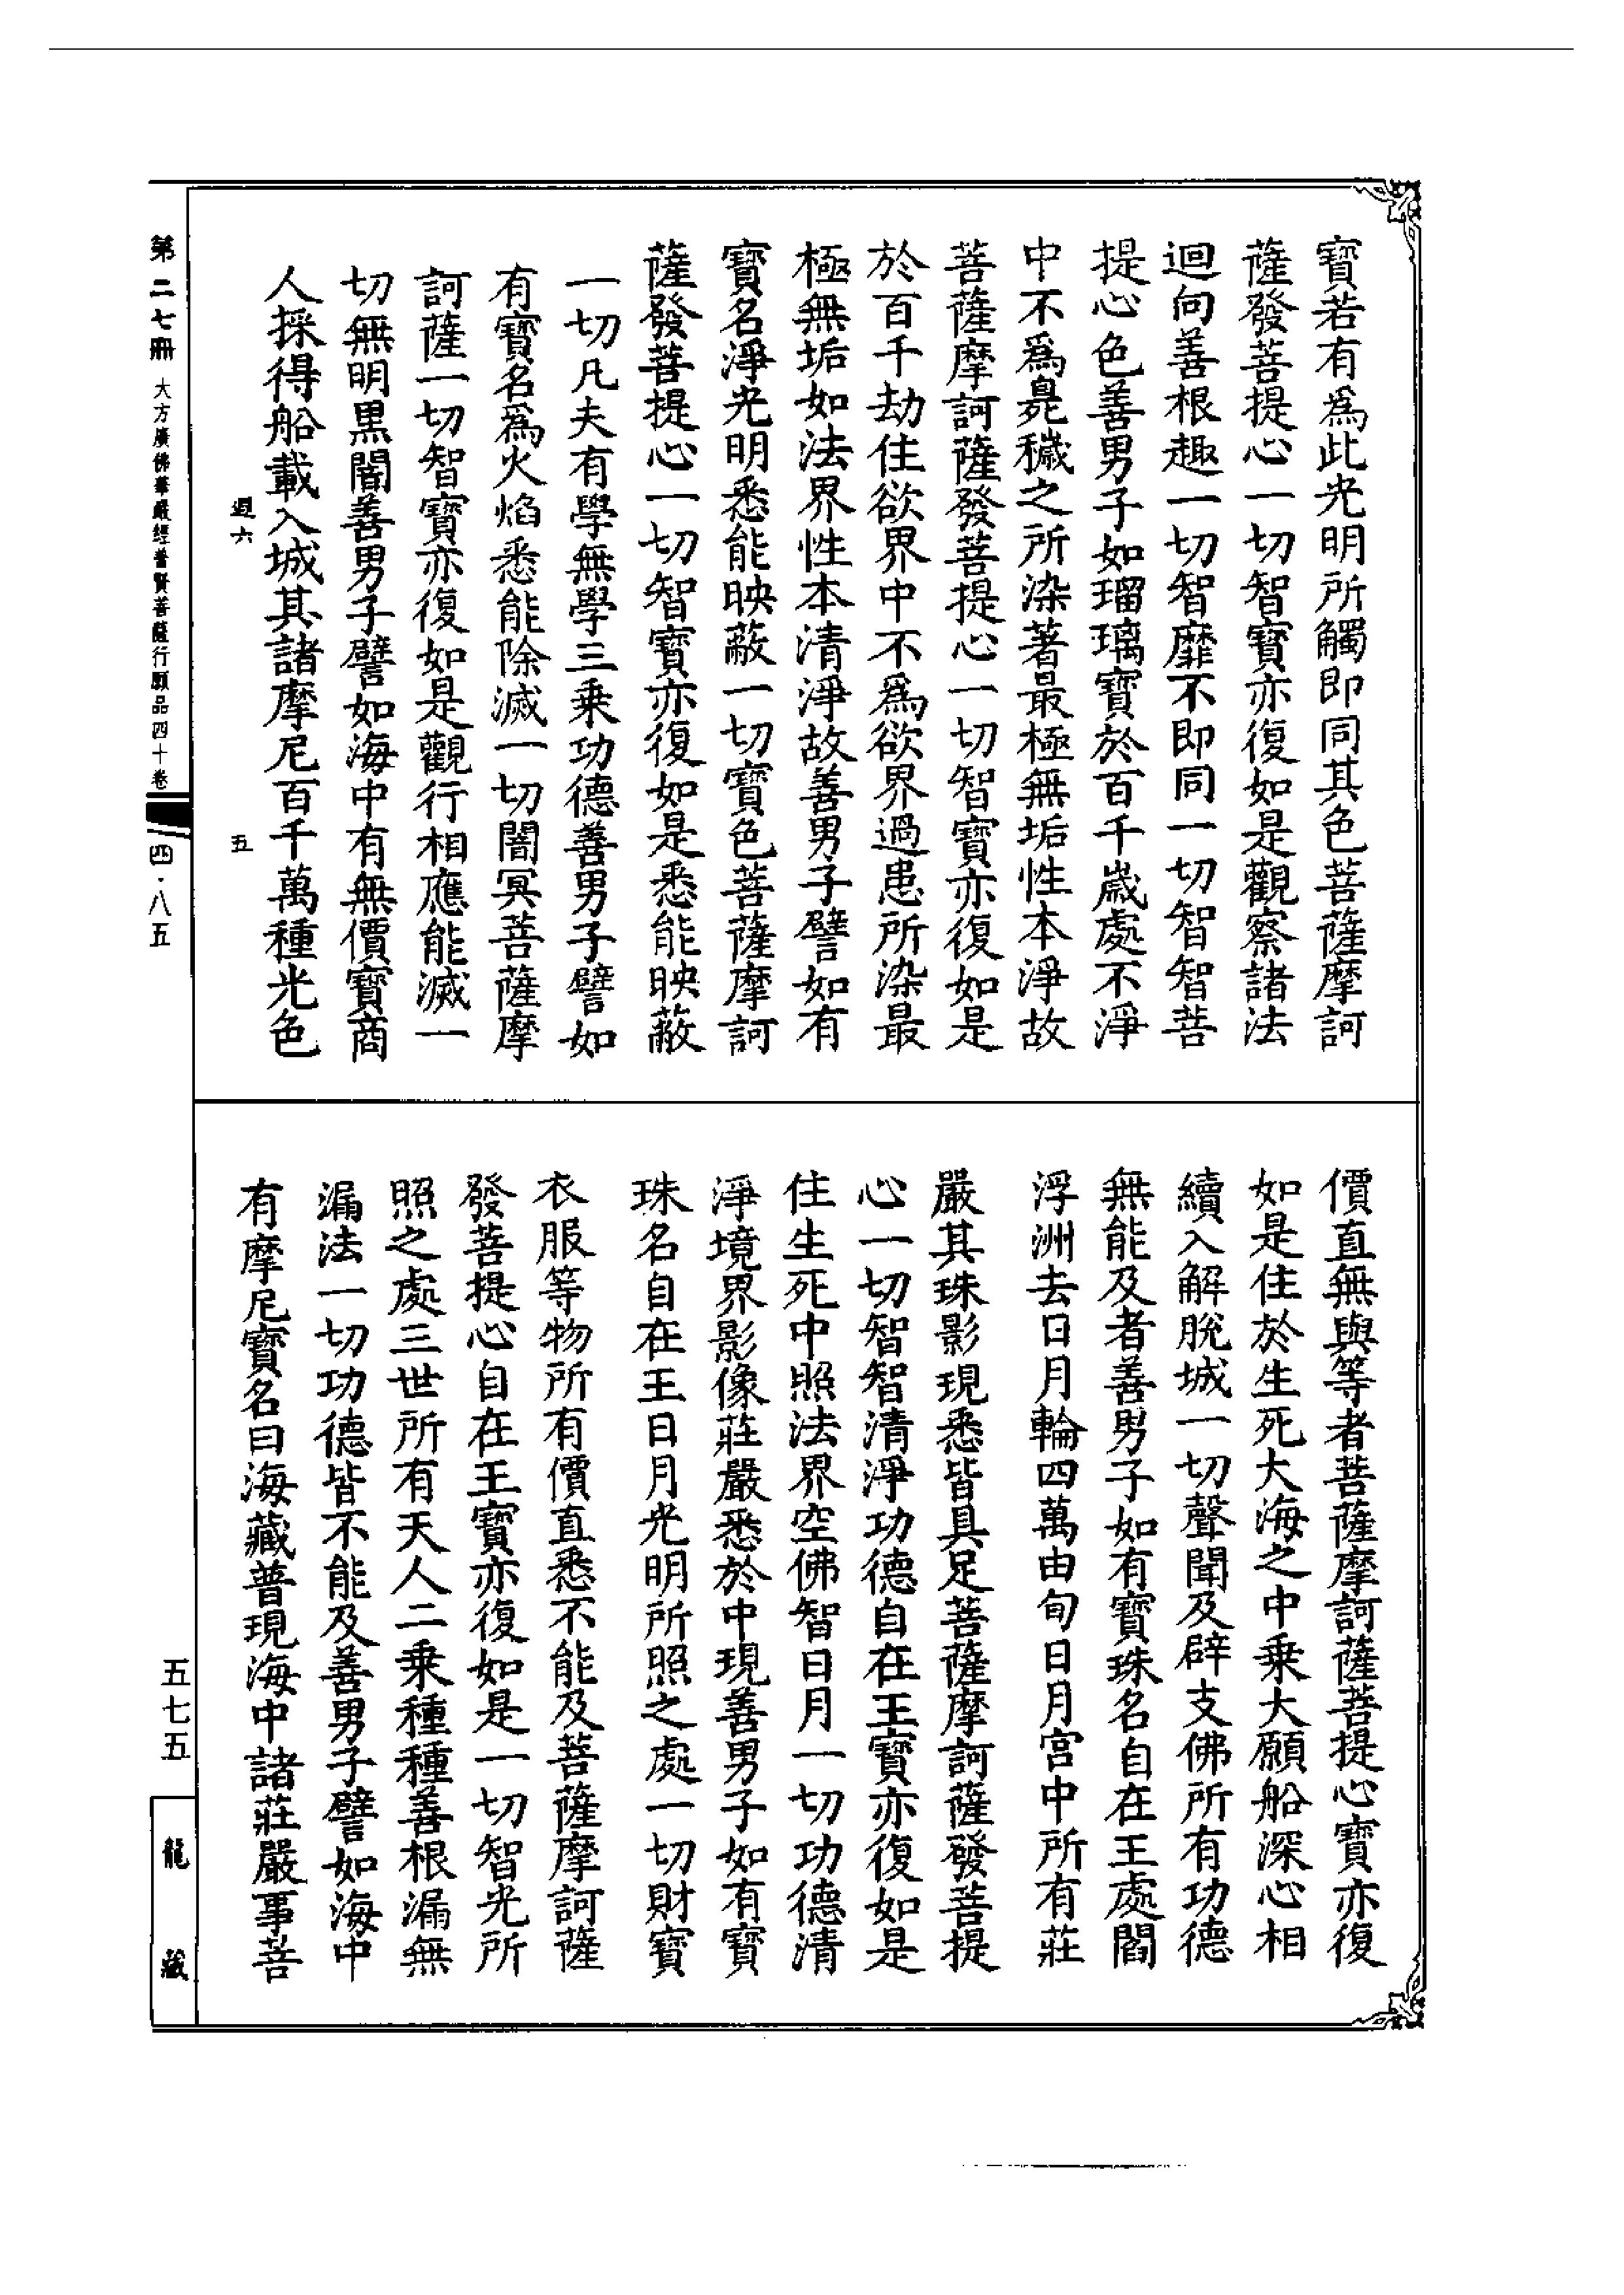 寶若有為此光明所觸即同其色菩薩摩訶
薩發菩提心一切智寶亦復如是觀察諸法
迴向善根趣一切智靡不即同一切智智菩
提心色善男子如瑠璃寶於百千歲處不淨
中不為臭穢之所染著最極無垢性本淨故
菩薩摩訶薩發菩提心一切智寶亦復如是
於百千劫住欲界中不為欲界過患所染最
極無垢如法界性本清淨故善男子譬如有
寶名淨光明悉能映蔽一切寶色菩薩摩訶
薩發菩提心一切智寶亦復如是悉能映蔽
一切凡夫有學無學三乘功德善男子譬如
有寶名為火焰悉能除滅一切闇冥菩薩摩
訶薩一切智寶亦復如是觀行相應能滅一
切無明黑闇善男子譬如海中有無價寶商
人採得船載入城其諸摩尼百千萬種光色
週六 五
價直無與等者菩薩摩訶薩菩提心寶亦復
如是住於生死大海之中乘大願船深心相
續入解脫城一切聲聞及辟支佛所有功德
無能及者善男子如有寶珠名自在王處閻
浮洲去日月輪四萬由旬日月宮中所有莊
嚴其珠影現悉皆具足菩薩摩訶薩發菩提
心一切智智清淨功德自在王寶亦復如是
住生死中照法界空佛智日月一切功德清
淨境界影像莊嚴悉於中現善男子如有寶
珠名自在王日月光明所照之處一切財寶
衣服等物所有價直悉不能及菩薩摩訶薩
發菩提心自在王寶亦復如是一切智光所
照之處三世所有天人二乘種種善根漏無
漏法一切功德皆不能及善男子譬如海中
有摩尼寶名曰海藏普現海中諸莊嚴事菩
第二七冊 大方廣佛華嚴經普賢菩薩行願品四十卷 四·八五
五七五
龍藏